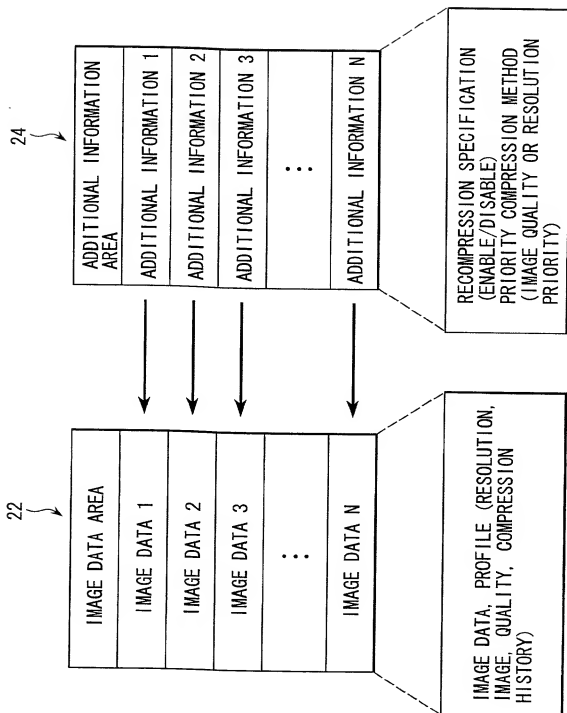 22
IMAGE DATA AREA
IMAGE DATA 1
IMAGE DATA 2
IMAGE DATA 3
...
IMAGE DATA N
IMAGE DATA, PROFILE (RESOLUTION,
IMAGE, QUALITY, COMPRESSION
HISTORY)
24
ADDITIONAL INFORMATION
AREA
ADDITIONAL INFORMATION 1
ADDITIONAL INFORMATION 2
ADDITIONAL INFORMATION 3
...
ADDITIONAL INFORMATION N
RECOMPRESSION SPECIFICATION
(ENABLE/DISABLE)
PRIORITY COMPRESSION METHOD
(IMAGE QUALITY OR RESOLUTION
PRIORITY)